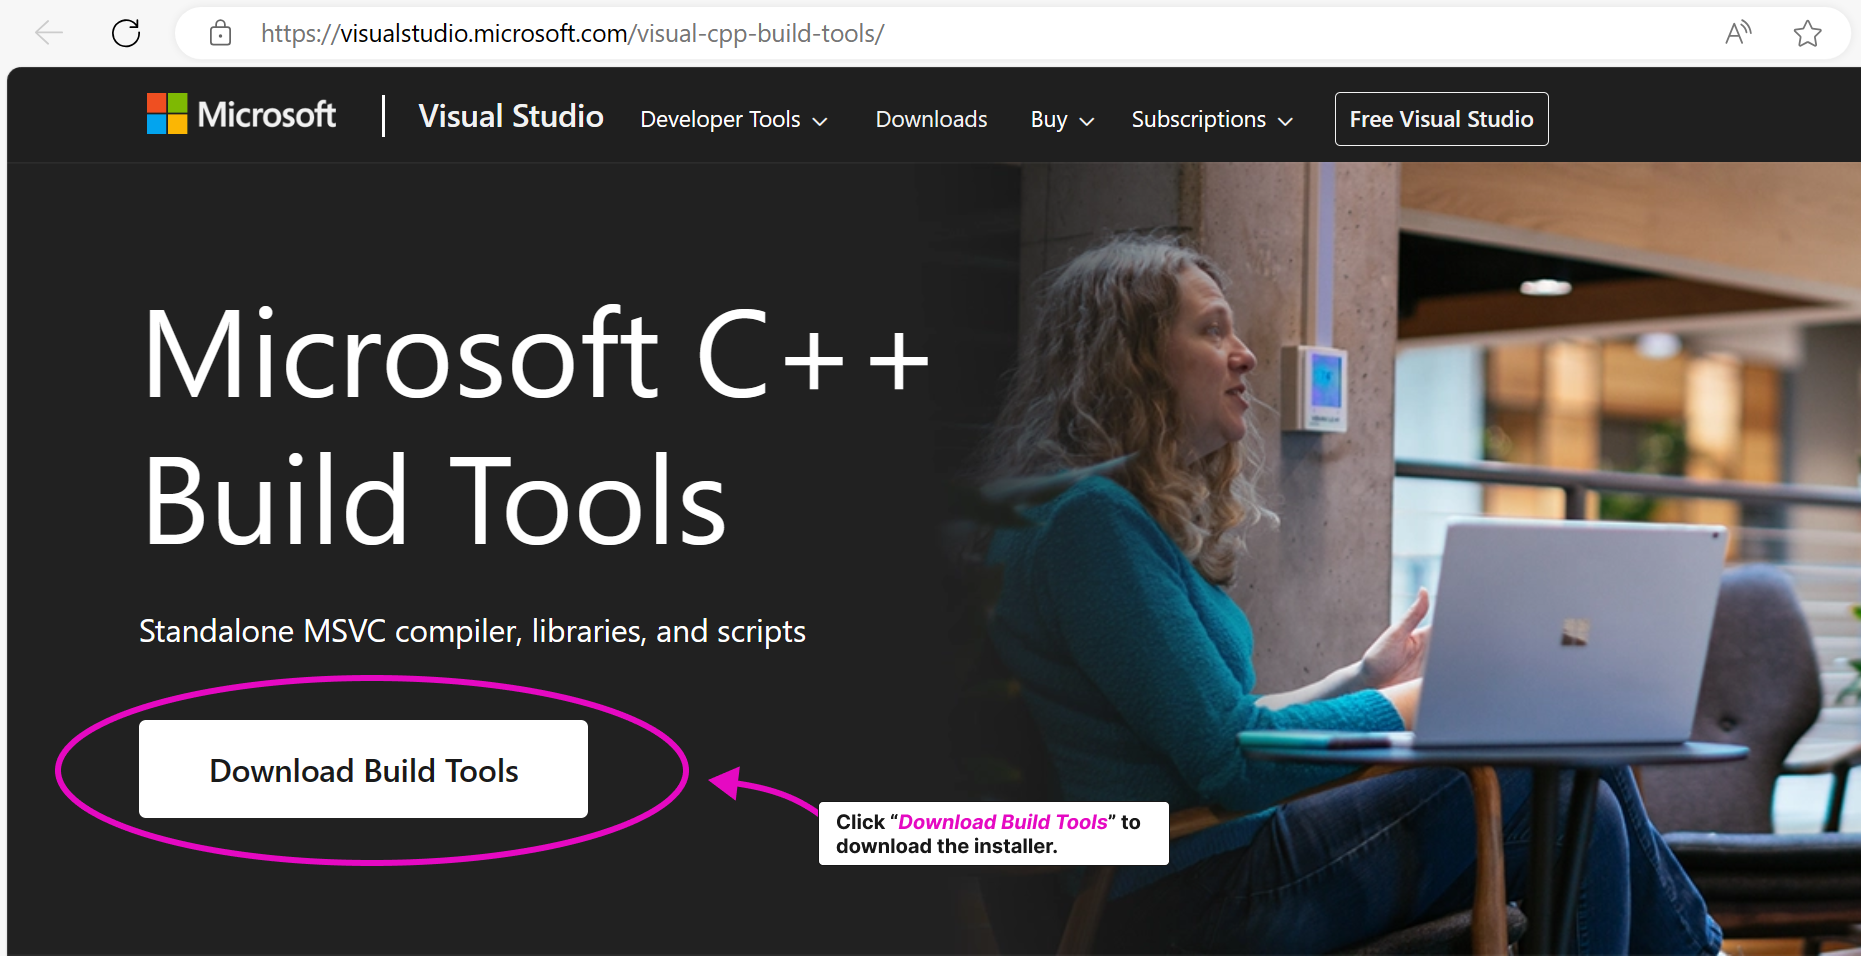 https://visualstudio.microsoft.com/visual-cpp-build-tools/
Microsoft | Visual Studio Developer Tools Downloads Buy Subscriptions Free Visual Studio
Microsoft C++
Build Tools
Standalone MSVC compiler, libraries, and scripts
Download Build Tools
Click “Download Build Tools” to
download the installer.